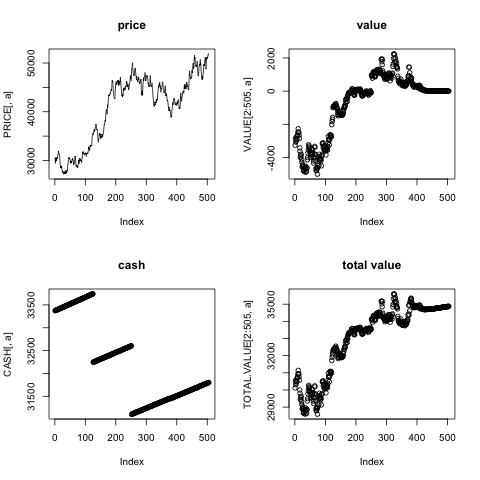 price
PRICE[, a]
30000 40000 50000
0 100 200 300 400 500
Index
value
VALUE[2:505, a]
-4000 0 2000
0 100 200 300 400 500
Index
cash
CASH[, a]
31500 32500 33500
0 100 200 300 400 500
Index
total value
TOTAL.VALUE[2:505, a]
29000 32000 35000
0 100 200 300 400 500
Index